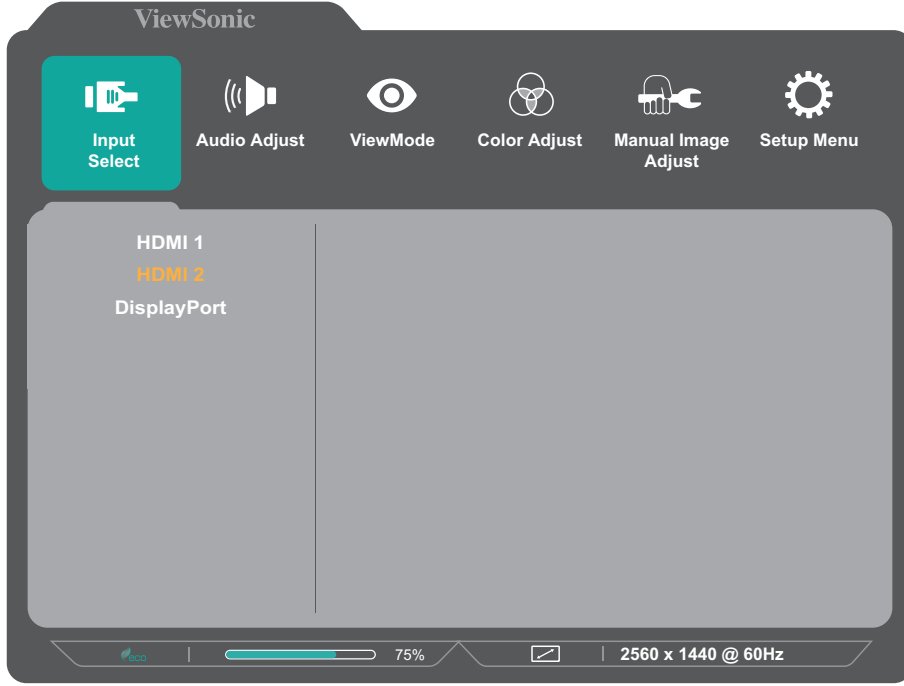 ViewSonic
Input
Select
Audio Adjust
ViewMode
Color Adjust
Manual Image
Adjust
Setup Menu
HDMI 1
HDMI 2
DisplayPort
eco
75%
2560 x 1440 @ 60Hz